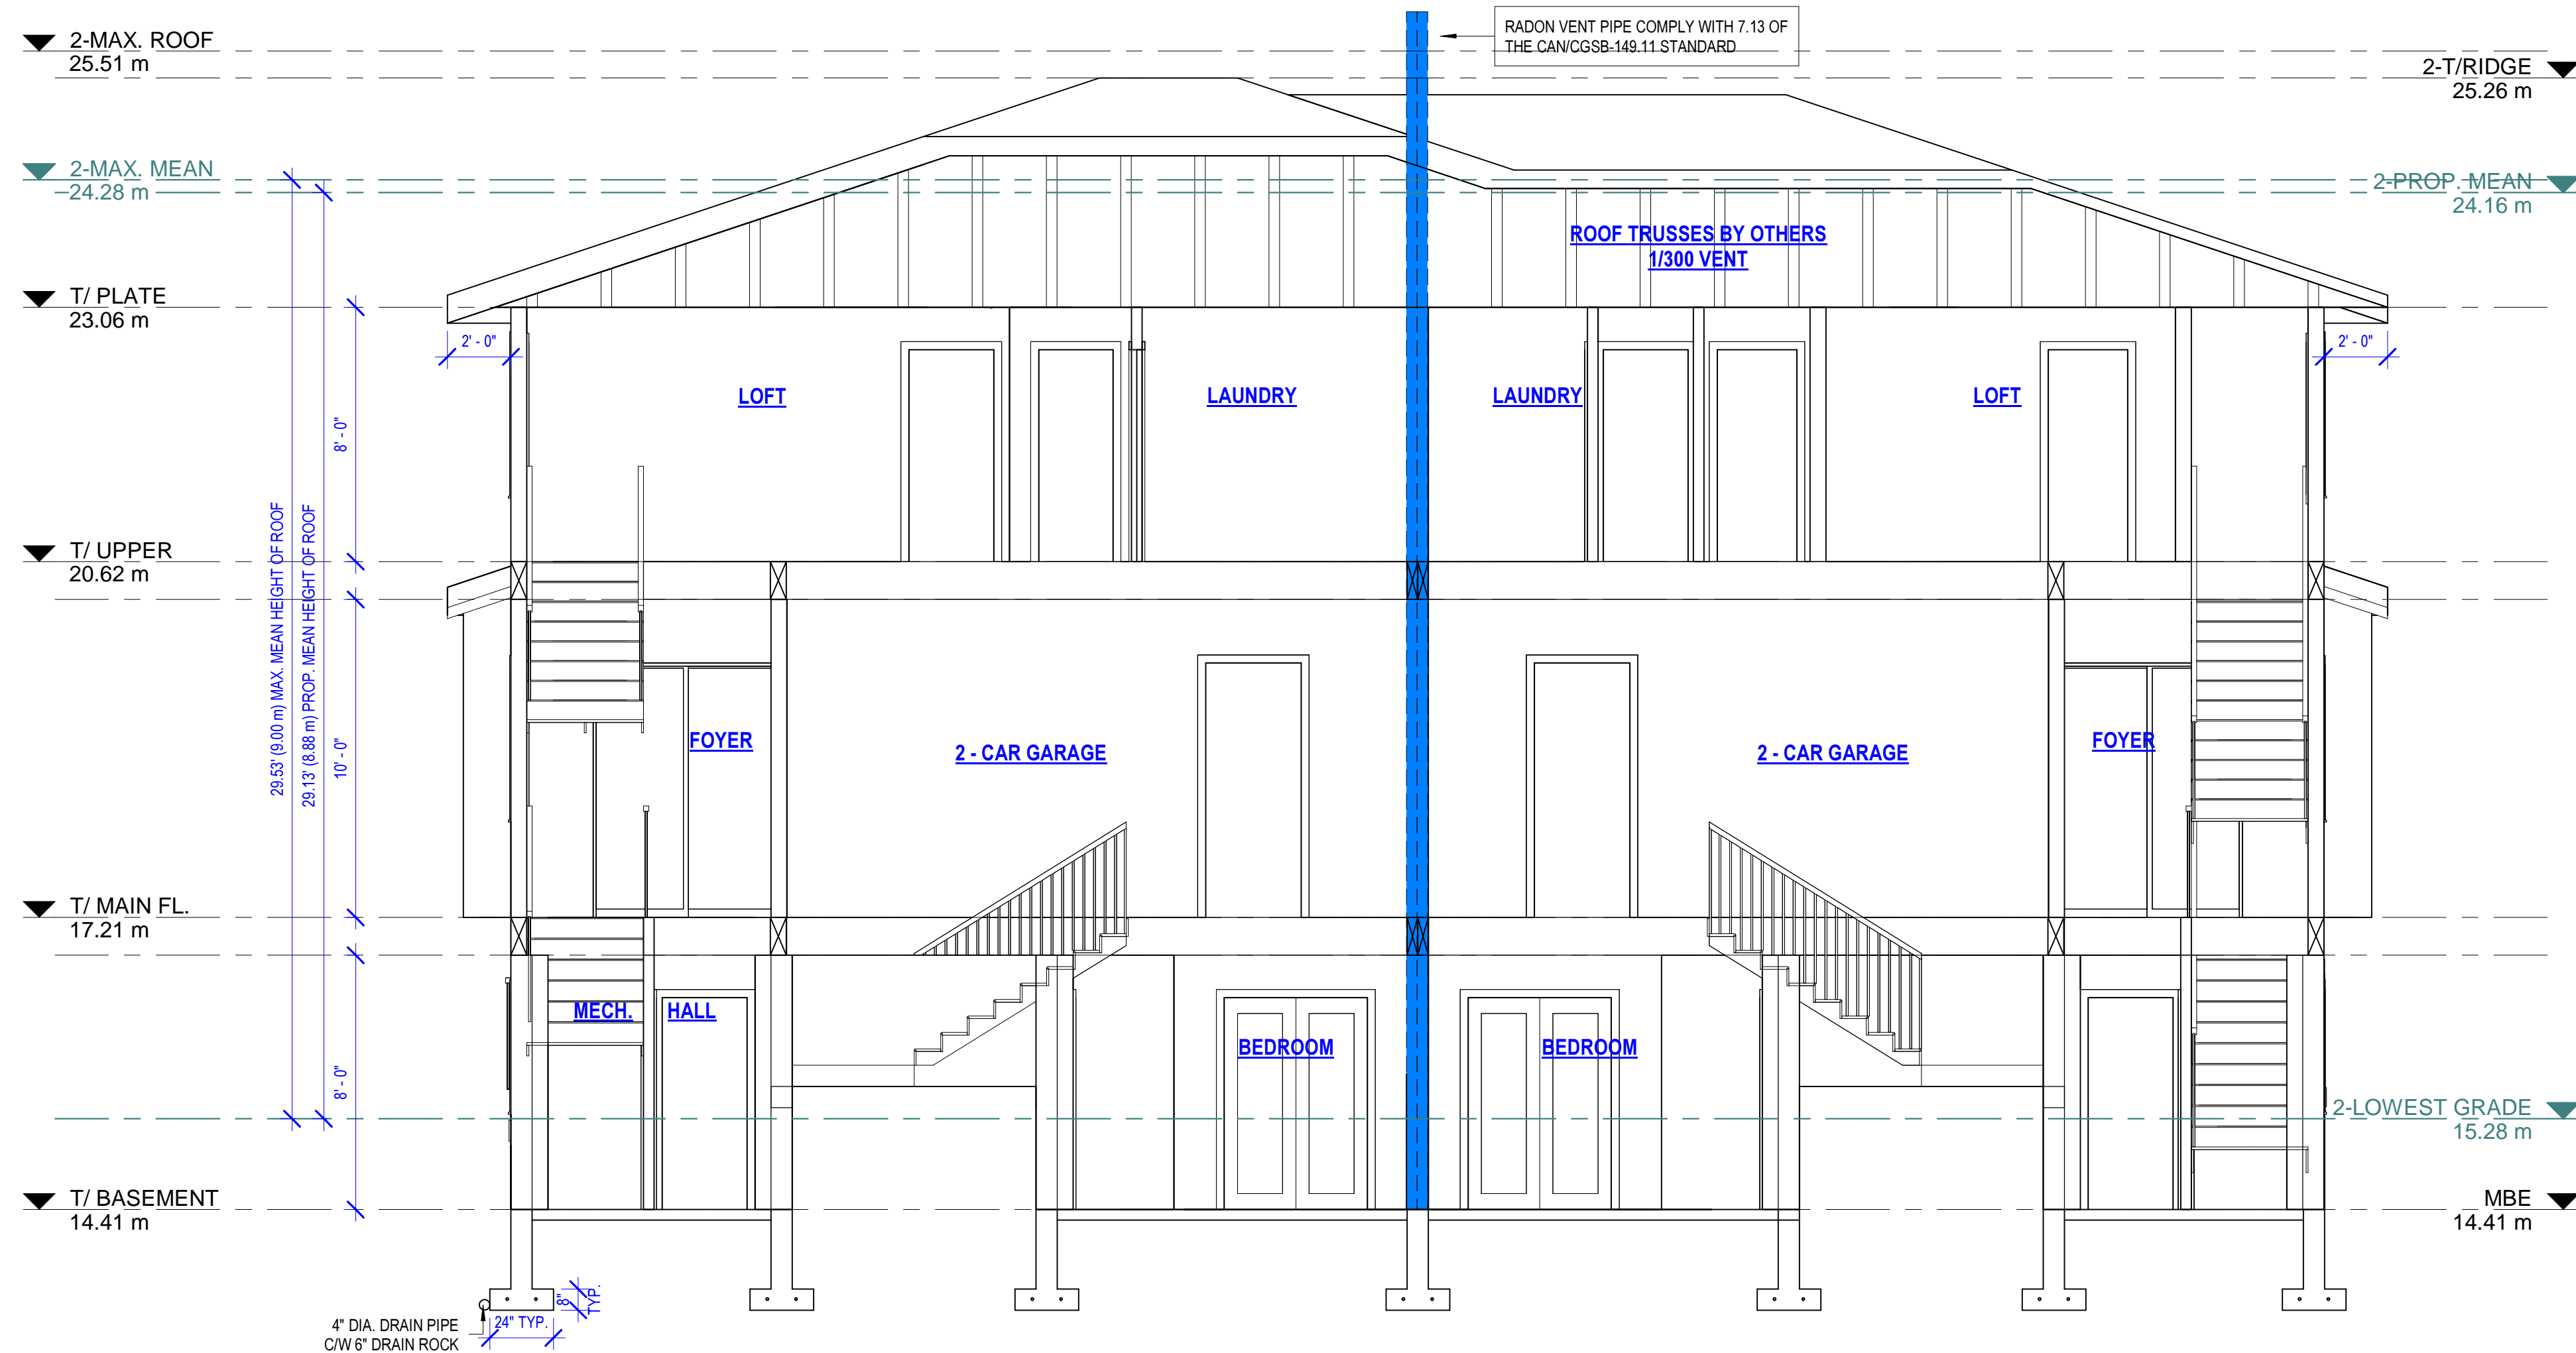 RADON VENT PIPE COMPLY WITH 7.13 OF
THE CAN/CGSB-149.11 STANDARD
2-MAX. ROOF
25.51 m
2-T/RIDGE
25.26 m
2-MAX. MEAN
24.28 m
2-PROP. MEAN
24.16 m
ROOF TRUSSES BY OTHERS
1/300 VENT
T/ PLATE
23.06 m
2' - 0"
2' - 0"
LOFT
LAUNDRY
LAUNDRY
LOFT
8' - 0"
T/ UPPER
20.62 m
29.53' (9.00 m) MAX. MEAN HEIGHT OF ROOF
29.13' (8.88 m) PROP. MEAN HEIGHT OF ROOF
10' - 0"
FOYER
2 - CAR GARAGE
2 - CAR GARAGE
FOYER
T/ MAIN FL.
17.21 m
MECH.
HALL
BEDROOM
BEDROOM
8' - 0"
2-LOWEST GRADE
15.28 m
T/ BASEMENT
14.41 m
MBE
14.41 m
8"
TYP.
24" TYP.
4" DIA. DRAIN PIPE
C/W 6" DRAIN ROCK